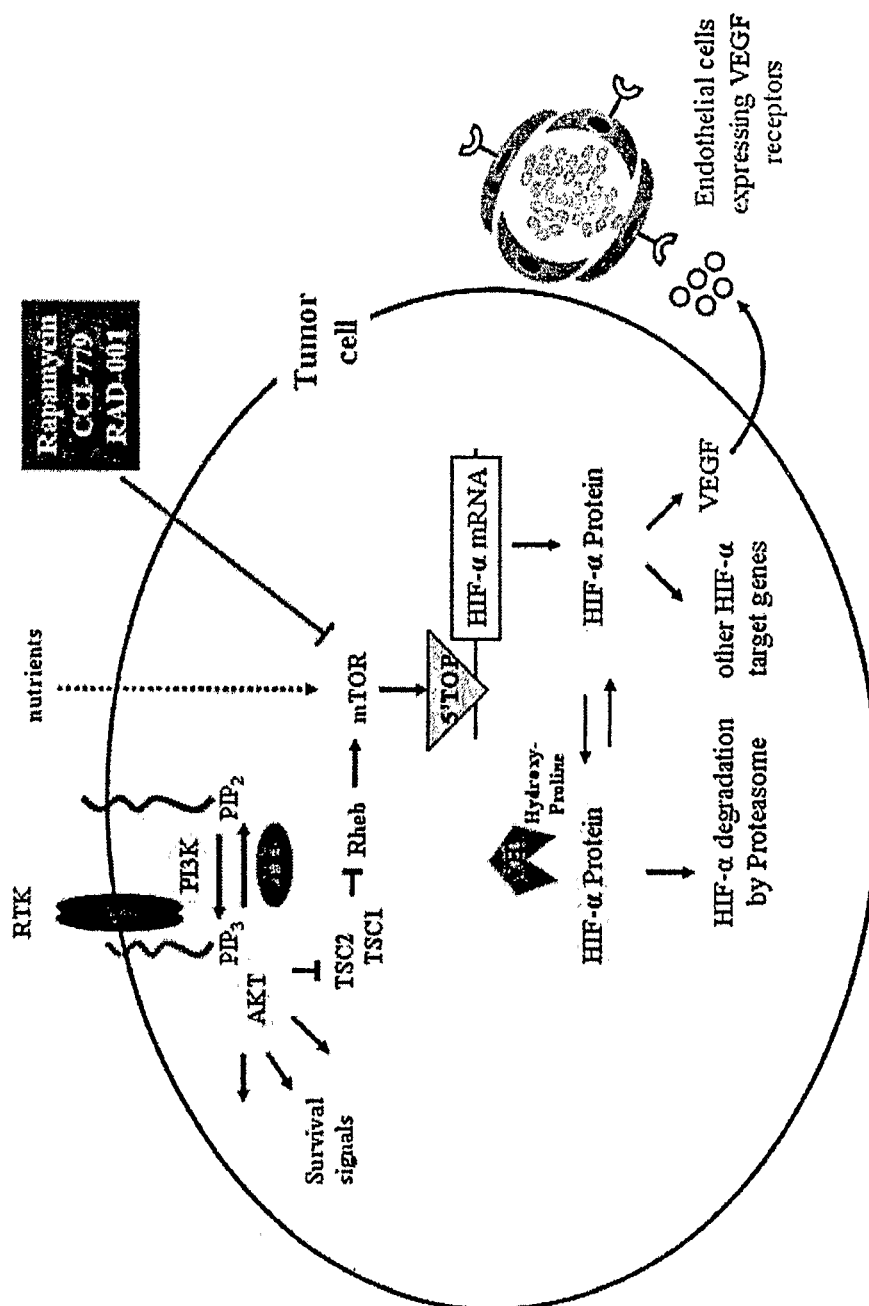 RTK
nutrients
Rapamycin
CCI-779
RAD-001
PI3K
PIP3
PIP2
AKT
Tumor
cell
Survival
signals
TSC2
TSC1
Rheb
mTOR
5'TOP
HIF-α mRNA
Hydroxy-
Proline
HIF-α Protein
HIF-α Protein
HIF-α degradation
by Proteasome
other HIF-α
target genes
VEGF
Endothelial cells
expressing VEGF
receptors